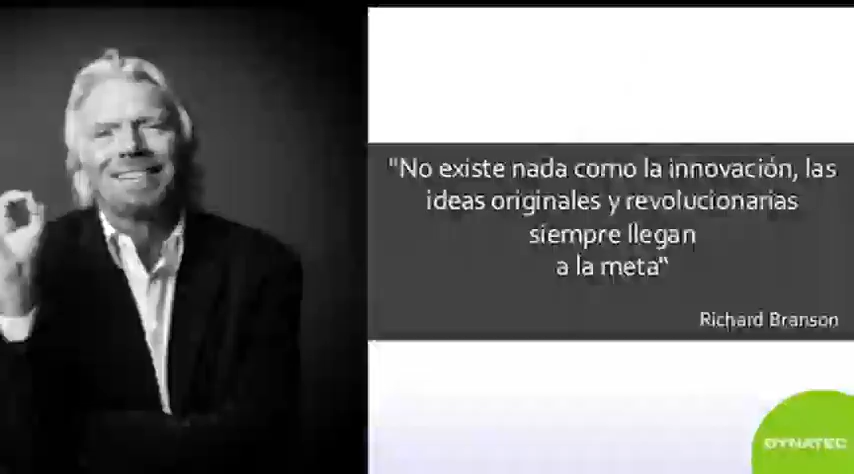 "No existe nada como la innovación, las
ideas originales y revolucionarias
siempre llegan
a la meta"
Richard Branson
DYNATEC